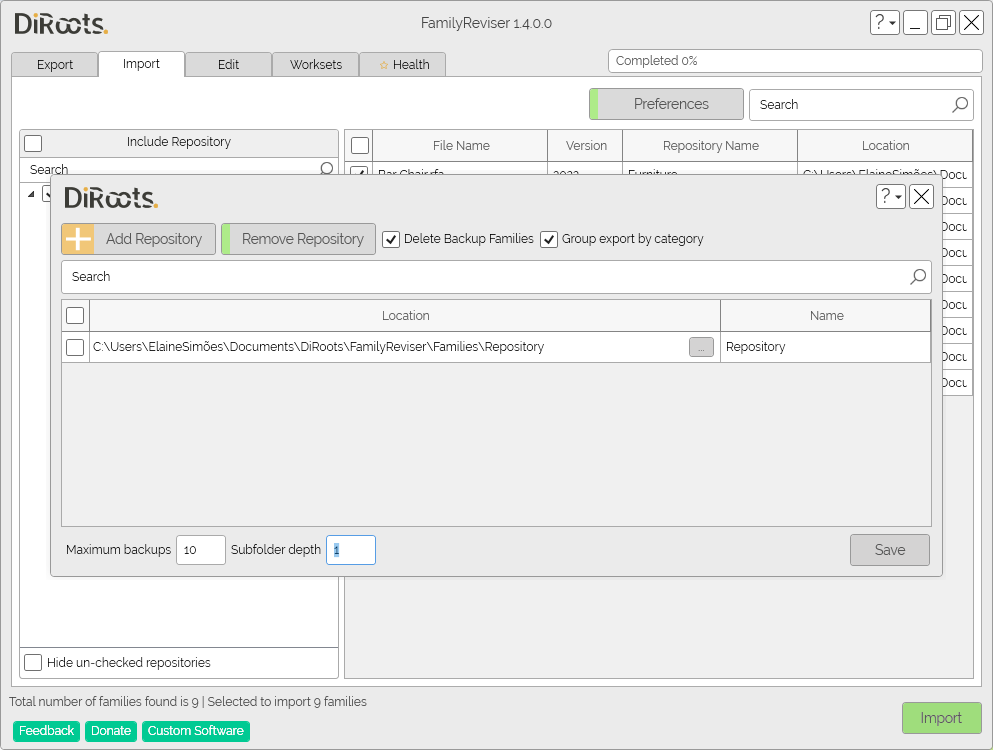 DiRoots.
FamilyReviser 1.4.0.0
?
Export
Import
Edit
Worksets
Health
Completed 0%
Preferences
Search
Include Repository
Search
File Name
Version
Repository Name
Location
Bar Chair.rfa
2022
Furniture
C:\Users\ElaineSimões\Docu
Docu
Docu
Docu
Docu
Docu
Docu
Docu
Docu
DiRoots.
?
Add Repository
Remove Repository
Delete Backup Families
Group export by category
Search
Location
Name
C:\Users\ElaineSimões\Documents\DiRoots\FamilyReviser\Families\Repository
...
Repository
Maximum backups
10
Subfolder depth
1
Save
Hide un-checked repositories
Total number of families found is 9 | Selected to import 9 families
Feedback
Donate
Custom Software
Import